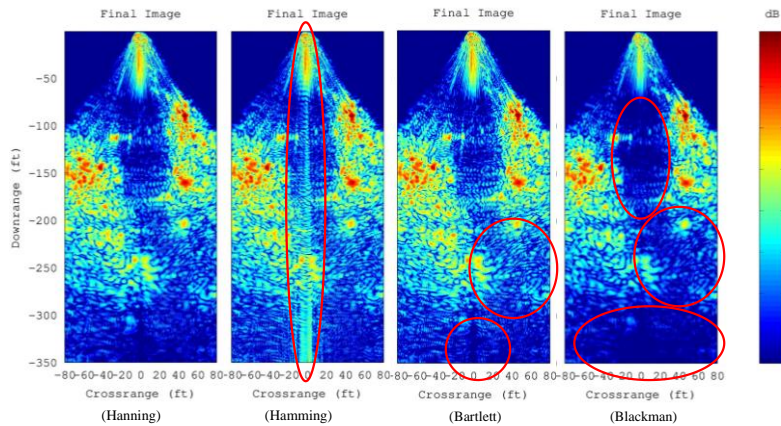 Final Image Final Image Final Image Final Image dB
-50
-100
-150
-200
-250
-300
-350
Downrange (ft)
-80 -60 -40 -20 0 20 40 60 80-80 -60 -40 -20 0 20 40 60 80-80 -60 -40 -20 0 20 40 60 80-80 -60 -40 -20 0 20 40 60 80
Crossrange (ft) Crossrange (ft) Crossrange (ft) Crossrange (ft)
(Hanning) (Hamming) (Bartlett) (Blackman)